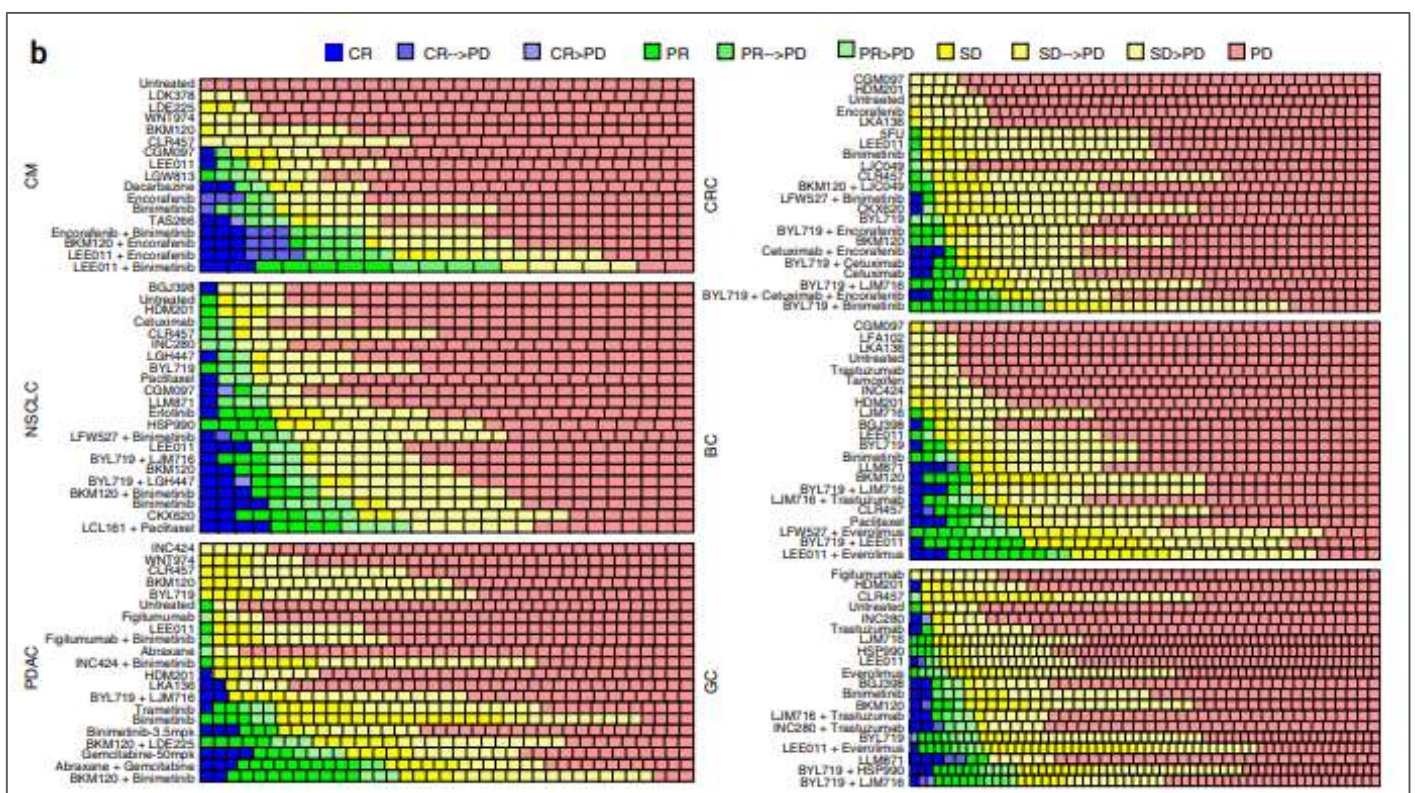 b
CR CR-->PD CR>PD PR PR-->PD PR>PD SD SD-->PD SD>PD PD
CM
Untreated
LDK378
LDE225
WNT974
BKM120
CLR457
CGM097
LEE011
LGW813
Dacarbazine
Encorafenib
Binimetinib
TAS266
Encorafenib + Binimetinib
BKM120 + Encorafenib
LEE011 + Encorafenib
LEE011 + Binimetinib
NSCLC
BGJ398
Untreated
HDM201
Cetuximab
CLR457
INC280
LGH447
BYL719
Paclitaxel
CGM097
LLM871
Erlotinib
HSP990
LFW527 + Binimetinib
LEE011
BYL719 + LJM716
BKM120
BYL719 + LGH447
BKM120 + Binimetinib
Binimetinib
CKX620
LCL161 + Paclitaxel
PDAC
INC424
WNT974
CLR457
BKM120
BYL719
Untreated
Figitumumab
LEE011
Figitumumab + Binimetinib
Abraxane
INC424 + Binimetinib
HDM201
LKA136
BYL719 + LJM716
Trametinib
Binimetinib
Binimetinib-3.5mpk
BKM120 + LDE225
Gemcitabine-50mpk
Abraxane + Gemcitabine
BKM120 + Binimetinib
CRC
CGM097
HDM201
Untreated
Encorafenib
LKA136
5FU
LEE011
Binimetinib
LJC049
CLR457
BKM120 + LJC049
LFW527 + Binimetinib
CKX620
BYL719
BYL719 + Encorafenib
BKM120
Cetuximab + Encorafenib
BYL719 + Cetuximab
Cetuximab
BYL719 + LJM716
BYL719 + Cetuximab + Encorafenib
BYL719 + Binimetinib
BC
CGM097
LFA102
LKA136
Untreated
Trastuzumab
Tamoxifen
INC424
HDM201
LJM716
BGJ398
LEE011
BYL719
Binimetinib
LLM871
BKM120
BYL719 + LJM716
LJM716 + Trastuzumab
CLR457
Paclitaxel
LFW527 + Everolimus
BYL719 + LEE011
LEE011 + Everolimus
GC
Figitumumab
HDM201
CLR457
Untreated
INC280
Trastuzumab
LJM716
HSP990
LEE011
Everolimus
BGJ398
Binimetinib
BKM120
LJM716 + Trastuzumab
INC280 + Trastuzumab
BYL719
LEE011 + Everolimus
LLM871
BYL719 + HSP990
BYL719 + LJM716